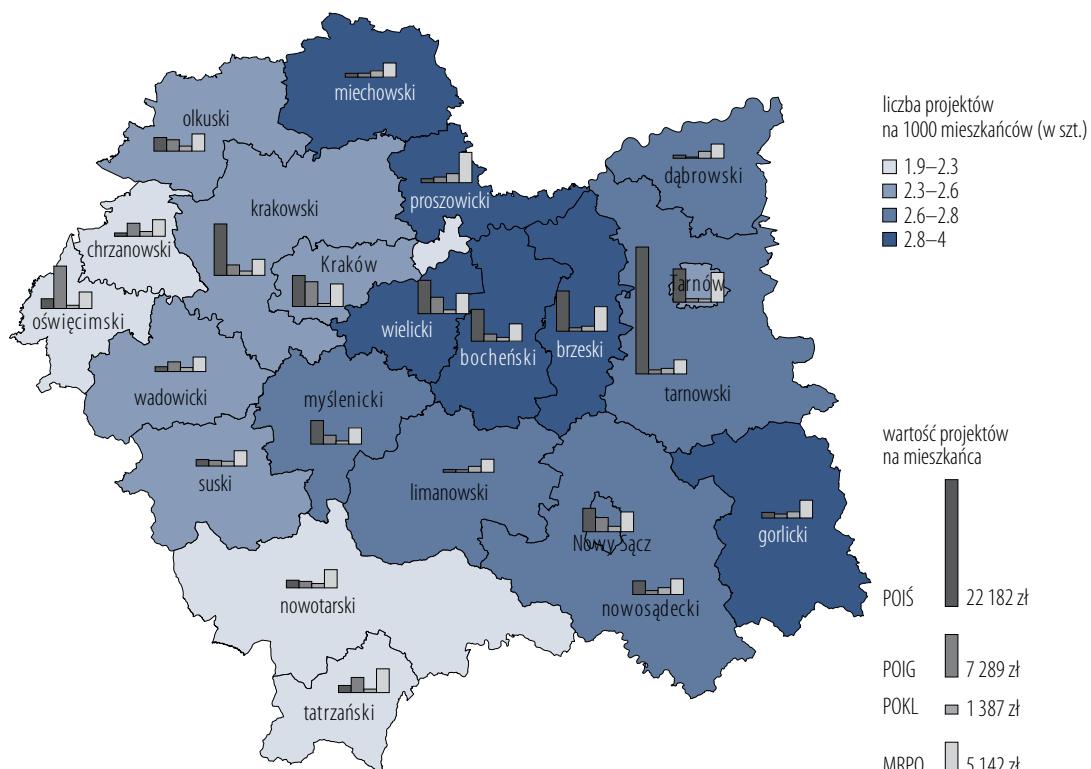 miechowski
olkuski
dąbrowski
proszowicki
krakowski
chrzanowski
Kraków
Tarnów
oświęcimski
wielicki
bocheński
brzeski
tarnowski
wadowicki
myślenicki
suski
limanowski
gorlicki
Nowy Sącz
nowotarski
nowosądecki
tatrzański
liczba projektów
na 1000 mieszkańców (w szt.)
1.9–2.3
2.3–2.6
2.6–2.8
2.8–4
wartość projektów
na mieszkańca
POIŚ 22 182 zł
POIG 7 289 zł
POKL 1 387 zł
MRPO 5 142 zł